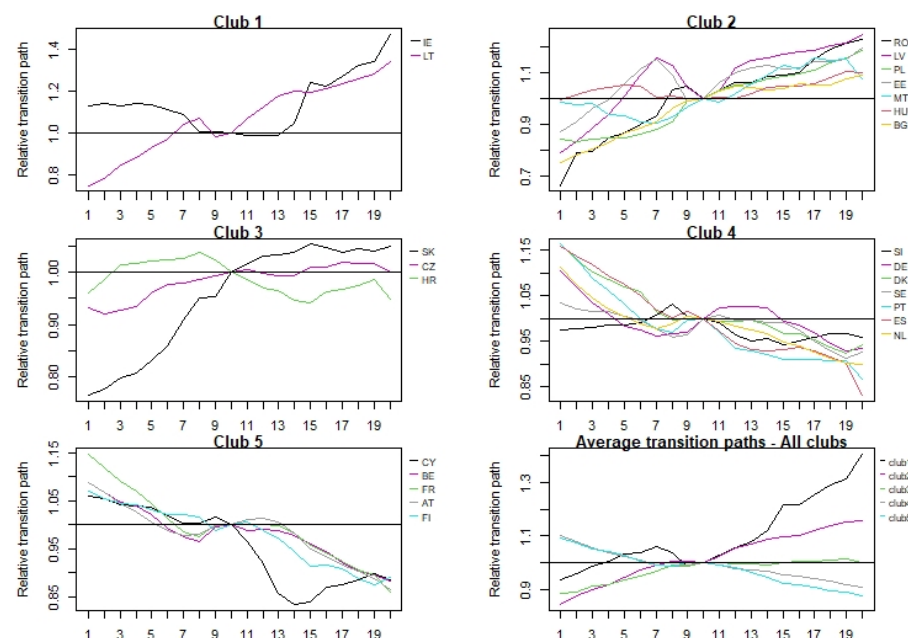 Club 1
Relative transition path
1.4
1.2
1.0
0.8
1 3 5 7 9 11 13 15 17 19
IE
LT
Club 2
Relative transition path
1.1
0.9
0.7
1 3 5 7 9 11 13 15 17 19
RO
LV
PL
EE
MT
HU
BG
Club 3
Relative transition path
1.00
0.90
0.80
1 3 5 7 9 11 13 15 17 19
SK
CZ
HR
Club 4
Relative transition path
1.15
1.05
0.95
0.85
1 3 5 7 9 11 13 15 17 19
SI
DE
DK
SE
PT
ES
NL
Club 5
Relative transition path
1.15
1.05
0.95
0.85
1 3 5 7 9 11 13 15 17 19
CY
BE
FR
AT
FI
Average transition paths - All clubs
Relative transition path
1.3
1.1
0.9
1 3 5 7 9 11 13 15 17 19
club
club
club
club
club